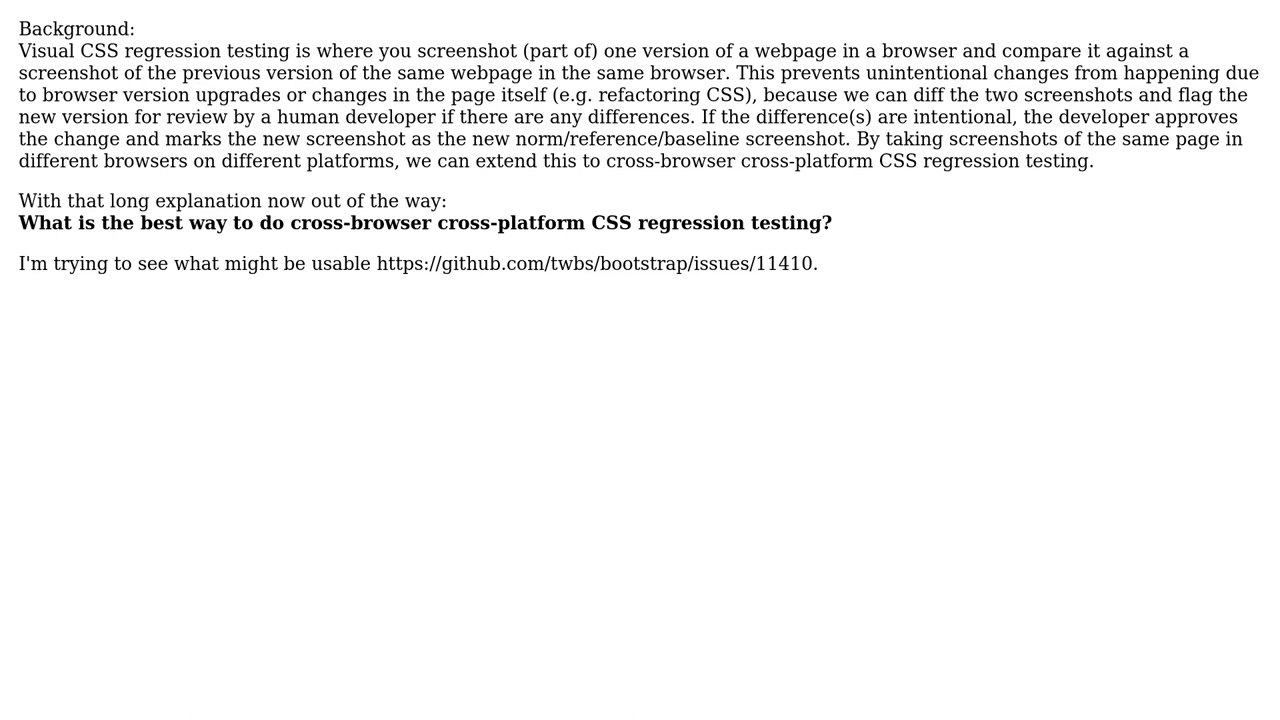 Background:
Visual CSS regression testing is where you screenshot (part of) one version of a webpage in a browser and compare it against a
screenshot of the previous version of the same webpage in the same browser. This prevents unintentional changes from happening due
to browser version upgrades or changes in the page itself (e.g. refactoring CSS), because we can diff the two screenshots and flag the
new version for review by a human developer if there are any differences. If the difference(s) are intentional, the developer approves
the change and marks the new screenshot as the new norm/reference/baseline screenshot. By taking screenshots of the same page in
different browsers on different platforms, we can extend this to cross-browser cross-platform CSS regression testing.
With that long explanation now out of the way:
What is the best way to do cross-browser cross-platform CSS regression testing?
I'm trying to see what might be usable https://github.com/twbs/bootstrap/issues/11410.